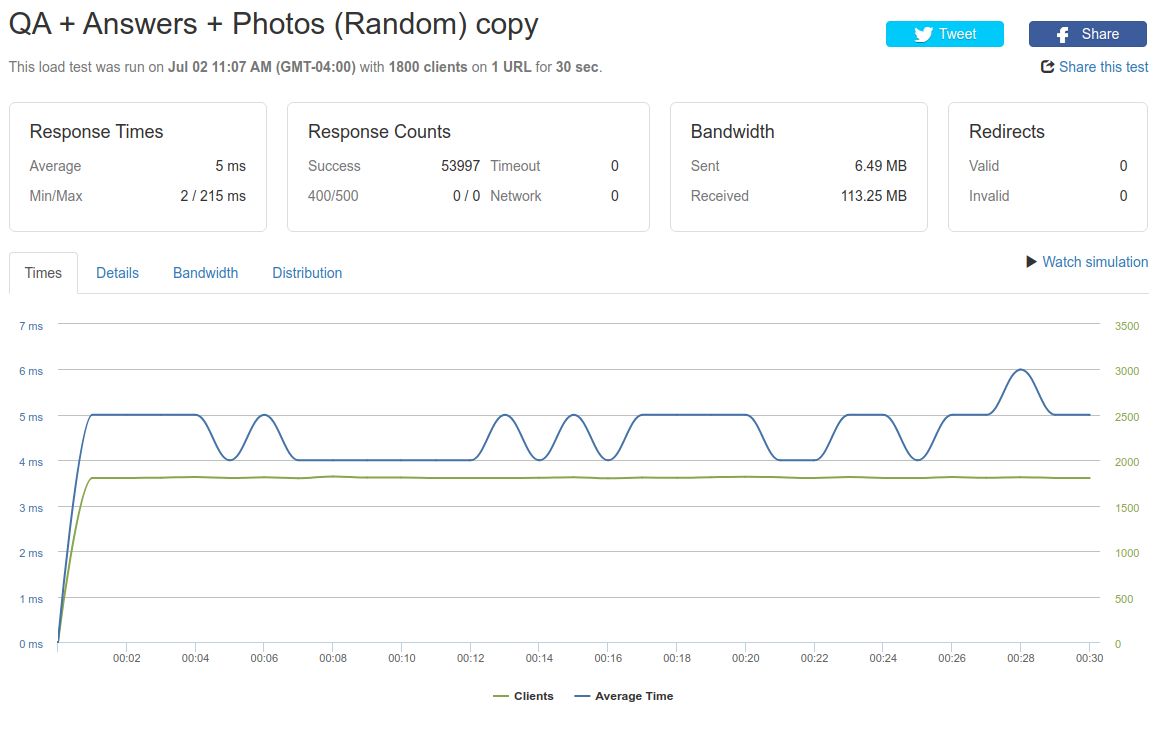 QA + Answers + Photos (Random) copy
Tweet
Share
This load test was run on Jul 02 11:07 AM (GMT-04:00) with 1800 clients on 1 URL for 30 sec.
Share this test
Response Times
Average 5 ms
Min/Max 2 / 215 ms
Response Counts
Success 53997 Timeout 0
400/500 0 / 0 Network 0
Bandwidth
Sent 6.49 MB
Received 113.25 MB
Redirects
Valid 0
Invalid 0
Times Details Bandwidth Distribution
Watch simulation
7 ms 3500
6 ms 3000
5 ms 2500
4 ms 2000
3 ms 1500
2 ms 1000
1 ms 500
0 ms 0
00:02 00:04 00:06 00:08 00:10 00:12 00:14 00:16 00:18 00:20 00:22 00:24 00:26 00:28 00:30
Clients Average Time